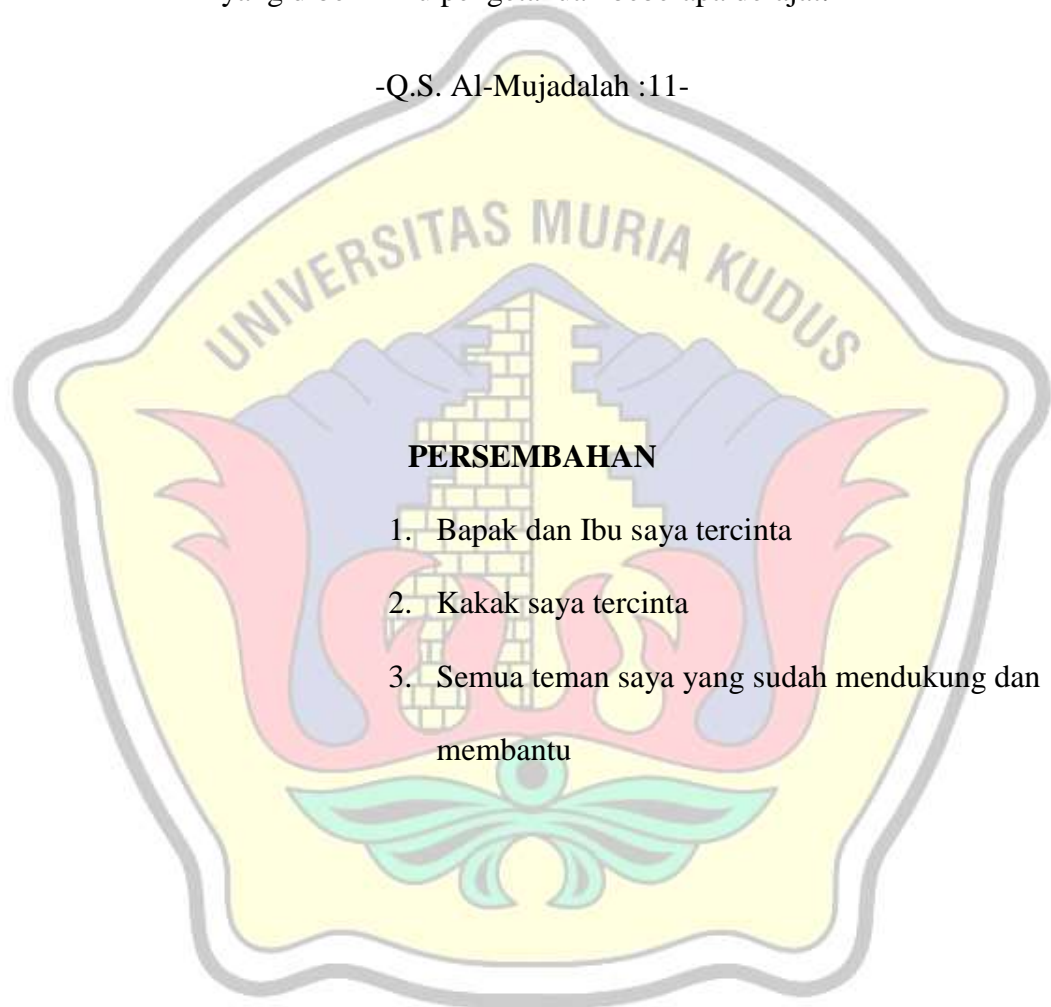 -Q.S. Al-Mujadalah :11-
UNIVERSITAS MURIA KUDUS
PERSEMBAHAN
1. Bapak dan Ibu saya tercinta
2. Kakak saya tercinta
3. Semua teman saya yang sudah mendukung dan
membantu